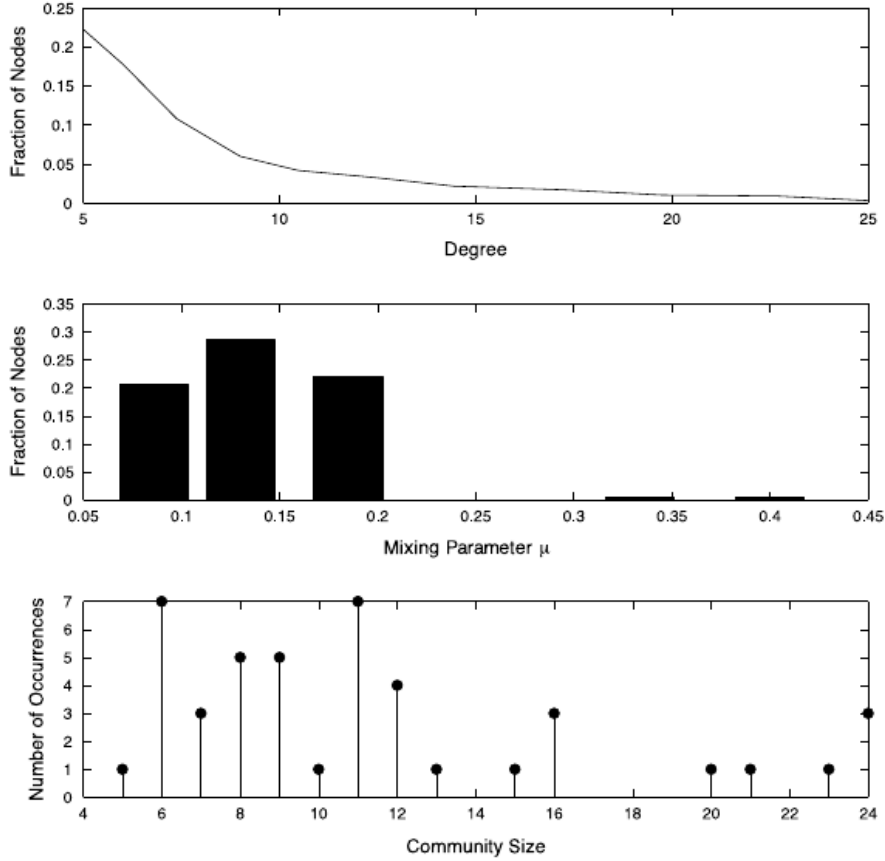 0.25
0.2
0.15
0.1
0.05
0
Fraction of Nodes
5 10 15 20 25
Degree
0.35
0.3
0.25
0.2
0.15
0.1
0.05
0
Fraction of Nodes
0.05 0.1 0.15 0.2 0.25 0.3 0.35 0.4 0.45
Mixing Parameter μ
7
6
5
4
3
2
1
0
Number of Occurrences
4 6 8 10 12 14 16 18 20 22 24
Community Size